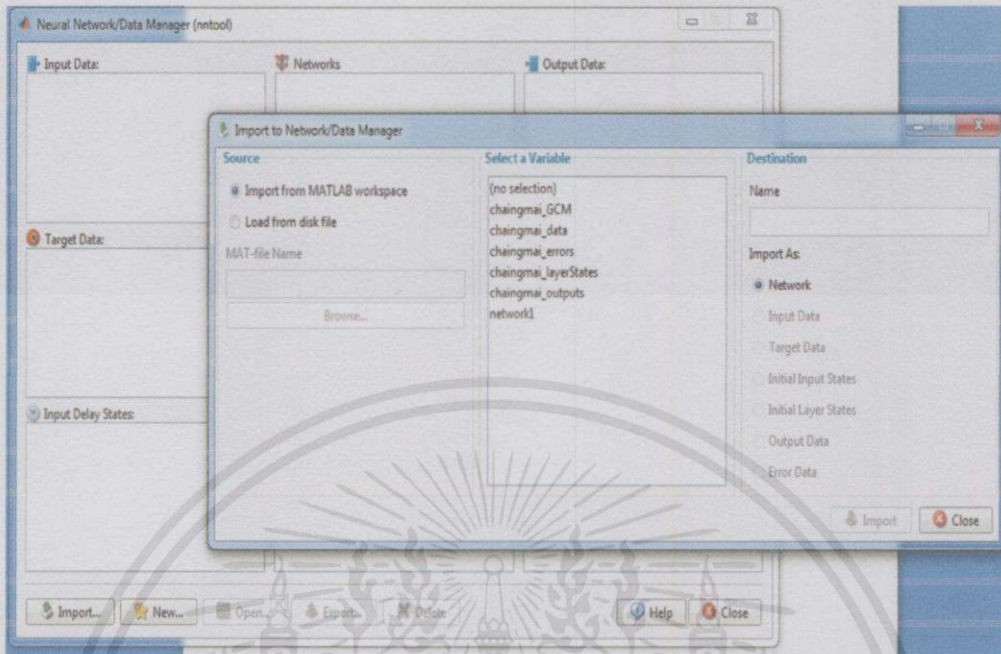 Neural Network/Data Manager (nntool)
Input Data:
Networks
Output Data:
Target Data:
Input Delay States:
Import to Network/Data Manager
Source
Import from MATLAB workspace
Load from disk file
MAT-file Name
Browse...
Select a Variable
(no selection)
chaingmai_GCM
chaingmai_data
chaingmai_errors
chaingmai_layerStates
chaingmai_outputs
network1
Destination
Name
Import As:
Network
Input Data
Target Data
Initial Input States
Initial Layer States
Output Data
Error Data
Import
Close
Import...
New...
Open...
Export...
Delete
Help
Close